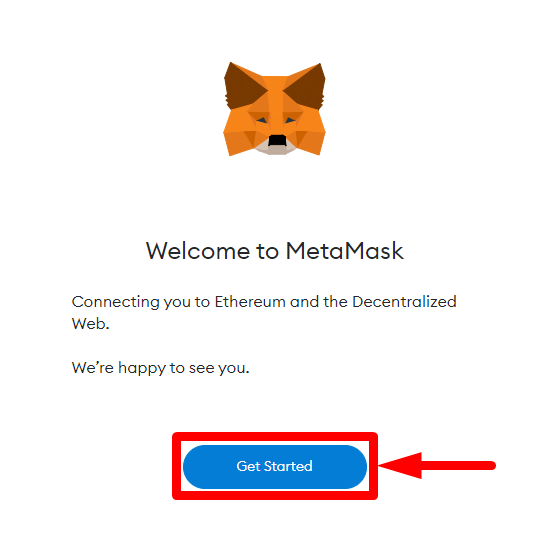 Welcome to MetaMask
Connecting you to Ethereum and the Decentralized
Web.
We’re happy to see you.
Get Started